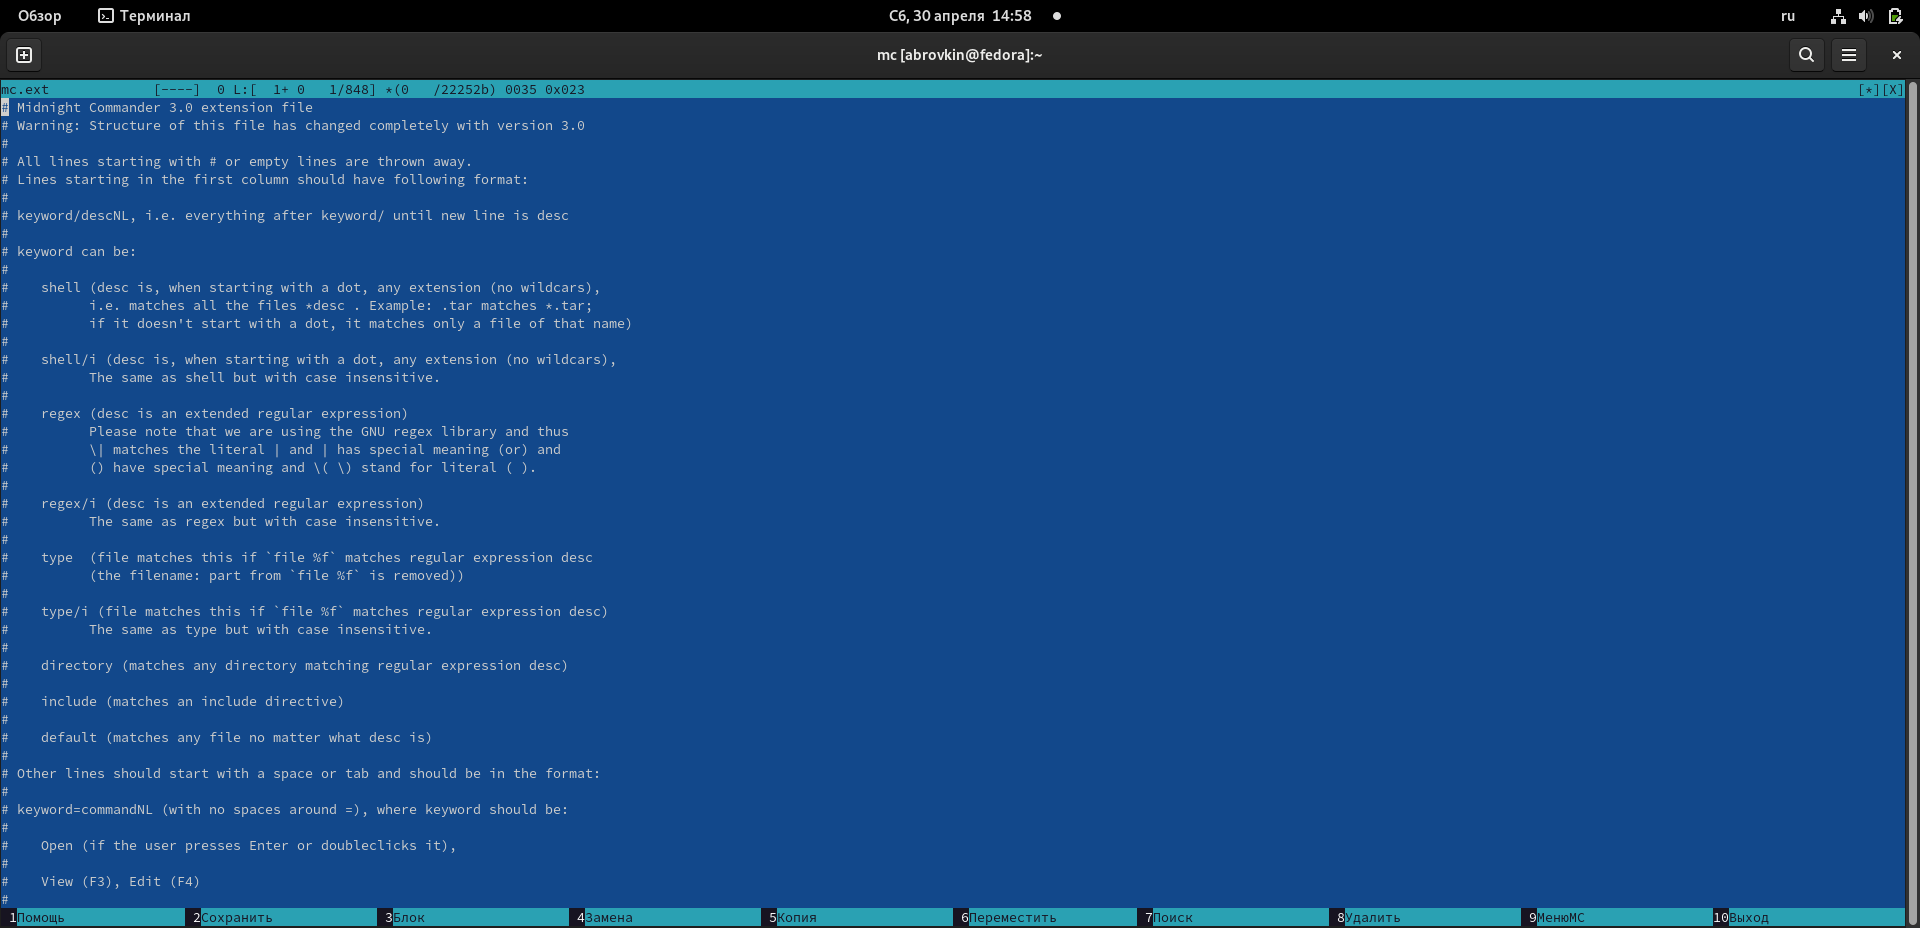 Обзор Терминал Сб, 30 апреля 14:58 ru
mc [abrovkin@fedora]:~
mc.ext [----] 0 L:[ 1+ 0 1/848] *(0 /22252b) 0035 0x023 [*][X]
# Midnight Commander 3.0 extension file
# Warning: Structure of this file has changed completely with version 3.0
#
# All lines starting with # or empty lines are thrown away.
# Lines starting in the first column should have following format:
#
# keyword/descNL, i.e. everything after keyword/ until new line is desc
#
# keyword can be:
#
# shell (desc is, when starting with a dot, any extension (no wildcars),
# i.e. matches all the files *desc . Example: .tar matches *.tar;
# if it doesn't start with a dot, it matches only a file of that name)
#
# shell/i (desc is, when starting with a dot, any extension (no wildcars),
# The same as shell but with case insensitive.
#
# regex (desc is an extended regular expression)
# Please note that we are using the GNU regex library and thus
# \| matches the literal | and | has special meaning (or) and
# () have special meaning and \( \) stand for literal ( ).
#
# regex/i (desc is an extended regular expression)
# The same as regex but with case insensitive.
#
# type (file matches this if `file %f` matches regular expression desc
# (the filename: part from `file %f` is removed))
#
# type/i (file matches this if `file %f` matches regular expression desc)
# The same as type but with case insensitive.
#
# directory (matches any directory matching regular expression desc)
#
# include (matches an include directive)
#
# default (matches any file no matter what desc is)
#
# Other lines should start with a space or tab and should be in the format:
#
# keyword=commandNL (with no spaces around =), where keyword should be:
#
# Open (if the user presses Enter or doubleclicks it),
#
# View (F3), Edit (F4)
#
1Помощь 2Сохранить 3Блок 4Замена 5Копия 6Переместить 7Поиск 8Удалить 9МенюMC 10Выход